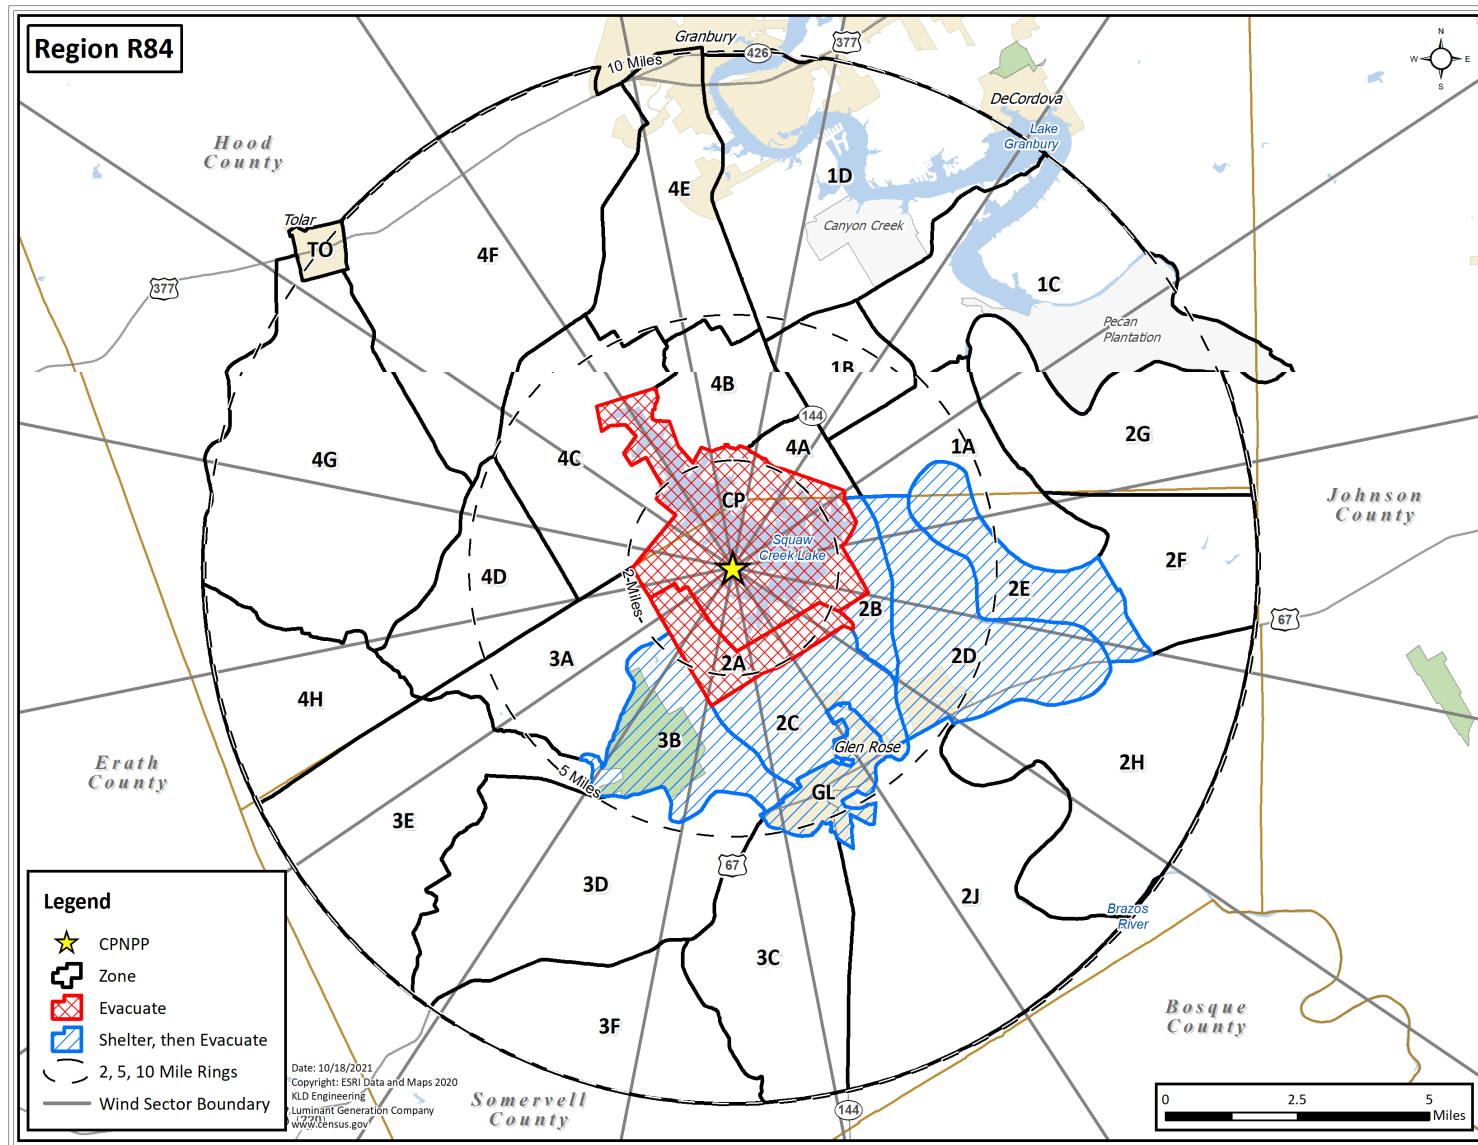 Region R84
N
W
E
S
Granbury
10 Miles
426
377
DeCordova
Lake
Granbury
Hood
County
4E
1D
Canyon Creek
Tolar
TO
4F
377
1C
Pecan
Plantation
4B
1B
144
4A
1A
2G
4G
4C
CP
Johnson
County
Squaw
Creek Lake
4D
2-Miles
2B
2E
2F
67
3A
2A
2D
4H
2C
3B
Glen Rose
Erath
County
5 Miles
GL
2H
3E
67
3D
2J
Brazos
River
3C
3F
Bosque
County
Somervell
County
144
Legend
CPNPP
Zone
Evacuate
Shelter, then Evacuate
2, 5, 10 Mile Rings
Wind Sector Boundary
Date: 10/18/2021
Copyright: ESRI Data and Maps 2020
KLD Engineering
Luminant Generation Company
www.census.gov
0
2.5
5
Miles